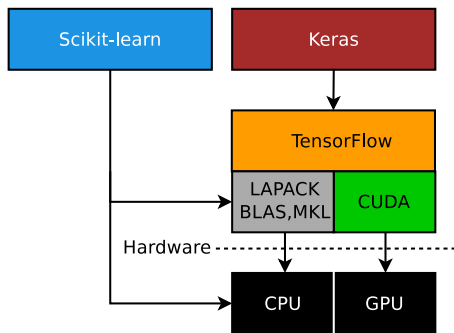 Scikit-learn
Keras
TensorFlow
LAPACK
BLAS,MKL
CUDA
Hardware
CPU
GPU